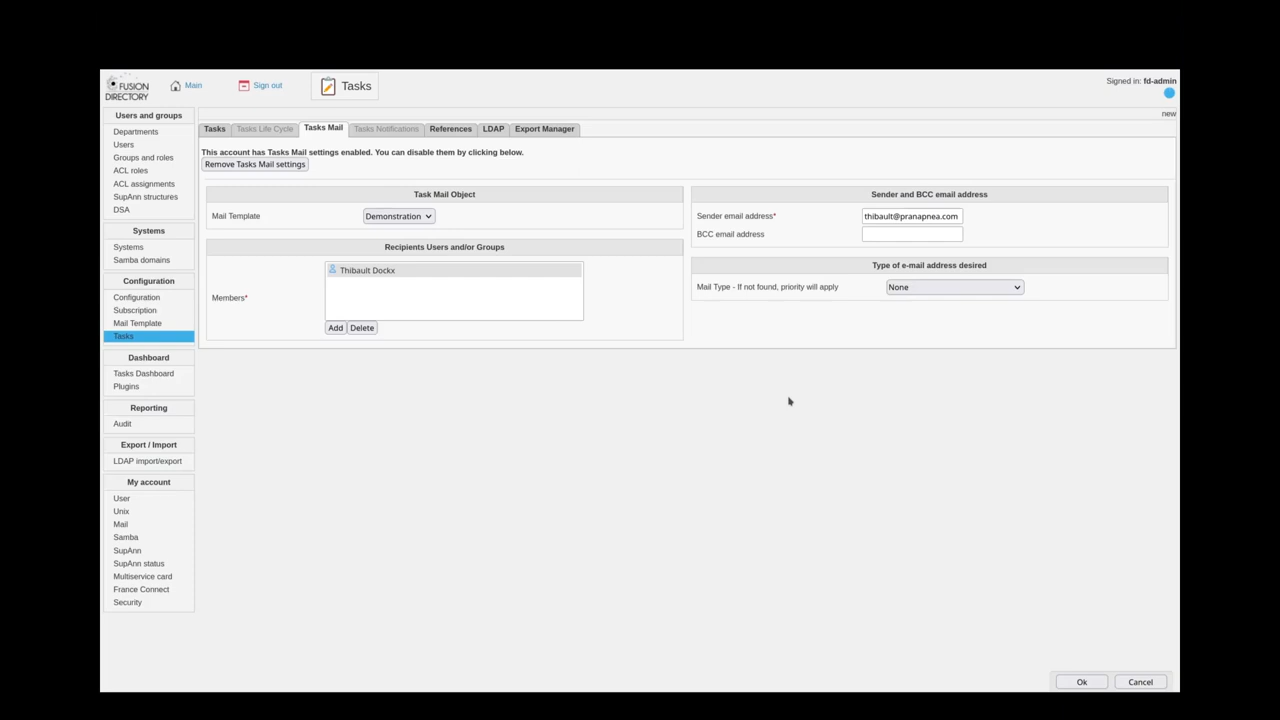 FUSION
DIRECTORY
Main
Sign out
Tasks
Signed in: fd-admin
new
Users and groups
Departments
Users
Groups and roles
ACL roles
ACL assignments
SupAnn structures
DSA
Systems
Systems
Samba domains
Configuration
Configuration
Subscription
Mail Template
Tasks
Dashboard
Tasks Dashboard
Plugins
Reporting
Audit
Export / Import
LDAP import/export
My account
User
Unix
Mail
Samba
SupAnn
SupAnn status
Multiservice card
France Connect
Security
Tasks Tasks Life Cycle Tasks Mail Tasks Notifications References LDAP Export Manager
This account has Tasks Mail settings enabled. You can disable them by clicking below.
Remove Tasks Mail settings
Task Mail Object
Mail Template Demonstration
Recipients Users and/or Groups
Thibault Dockx
Members*
Add Delete
Sender and BCC email address
Sender email address* thibault@pranapnea.com
BCC email address
Type of e-mail address desired
Mail Type - If not found, priority will apply None
Ok Cancel